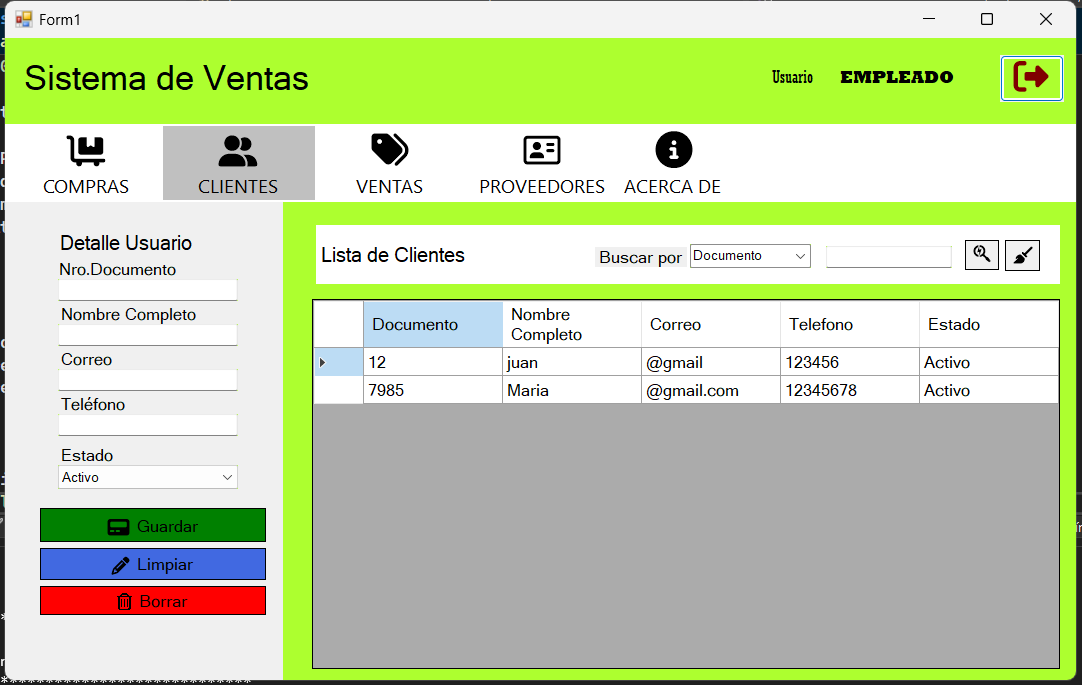 Form1
Sistema de Ventas
Usuario EMPLEADO
COMPRAS CLIENTES VENTAS PROVEEDORES ACERCA DE
Detalle Usuario
Nro.Documento
Nombre Completo
Correo
Teléfono
Estado
Activo
Guardar
Limpiar
Borrar
Lista de Clientes Buscar por Documento
Documento Nombre Completo Correo Telefono Estado
12 juan @gmail 123456 Activo
7985 Maria @gmail.com 12345678 Activo